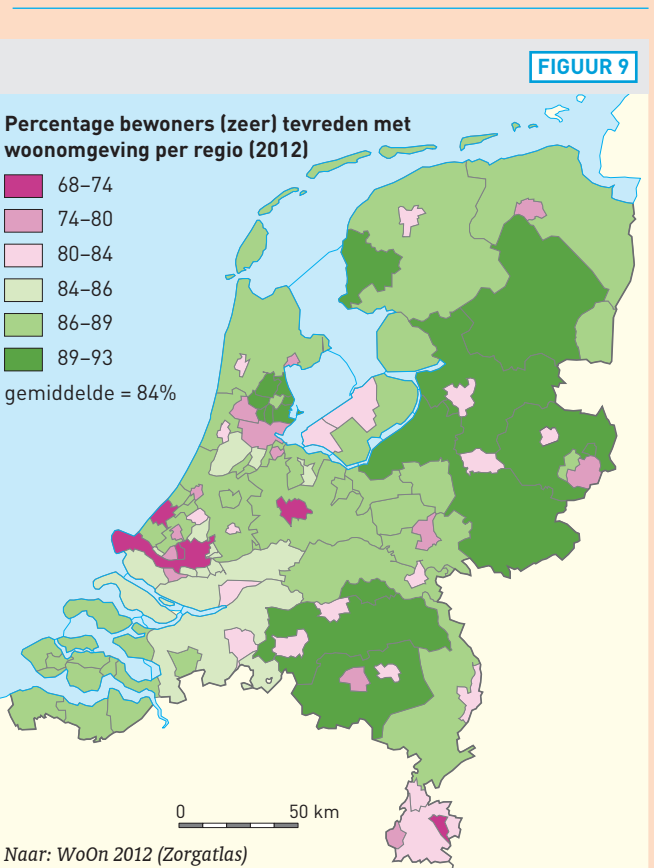 FIGUUR 9
Percentage bewoners (zeer) tevreden met
woonomgeving per regio (2012)
68–74
74–80
80–84
84–86
86–89
89–93
gemiddelde = 84%
0 50 km
Naar: WoOn 2012 (Zorgatlas)